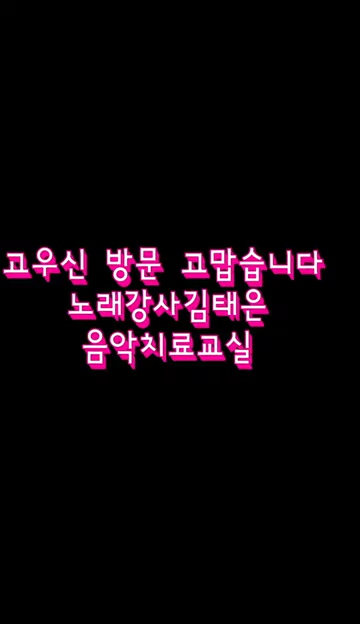 고우신 방문 고맙습니다
노래강사김태은
음악치료교실